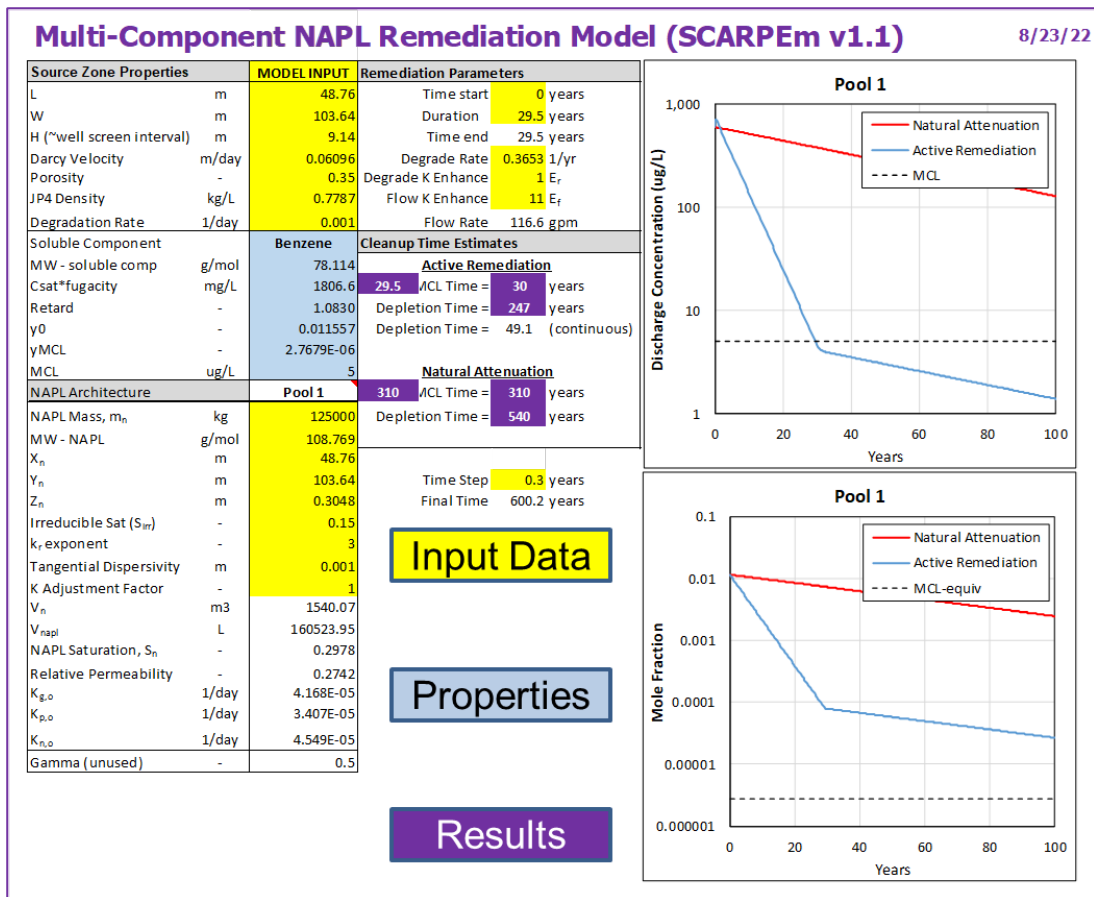 Multi-Component NAPL Remediation Model (SCARPEm v1.1) 8/23/22
Source Zone Properties MODEL INPUT
L m 48.76
W m 103.64
H (~well screen interval) m 9.14
Darcy Velocity m/day 0.06096
Porosity - 0.35
JP4 Density kg/L 0.7787
Degradation Rate 1/day 0.001
Soluble Component Benzene
MW - soluble comp g/mol 78.114
Csat*fugacity mg/L 1806.6
Retard - 1.0830
y0 - 0.011557
yMCL - 2.7679E-06
MCL ug/L 5
NAPL Architecture Pool 1
NAPL Mass, mn kg 125000
MW - NAPL g/mol 108.769
Xn m 48.76
Yn m 103.64
Zn m 0.3048
Irreducible Sat (Sirr) - 0.15
kr exponent - 3
Tangential Dispersivity m 0.001
K Adjustment Factor - 1
Vn m3 1540.07
Vnapl L 160523.95
NAPL Saturation, Sn - 0.2978
Relative Permeability - 0.2742
Kg,o 1/day 4.168E-05
Kp,o 1/day 3.407E-05
Kn,o 1/day 4.549E-05
Gamma (unused) - 0.5
Remediation Parameters
Time start 0 years
Duration 29.5 years
Time end 29.5 years
Degrade Rate 0.3653 1/yr
Degrade K Enhance 1 Er
Flow K Enhance 11 Ef
Flow Rate 116.6 gpm
Cleanup Time Estimates
Active Remediation
29.5 MCL Time = 30 years
Depletion Time = 247 years
Depletion Time = 49.1 (continuous)
Natural Attenuation
310 MCL Time = 310 years
Depletion Time = 540 years
Time Step 0.3 years
Final Time 600.2 years
Input Data
Properties
Results
Pool 1
Discharge Concentration (ug/L)
1,000
100
10
1
Natural Attenuation
Active Remediation
MCL
0 20 40 60 80 100
Years
Pool 1
Mole Fraction
0.1
0.01
0.001
0.0001
0.00001
0.000001
Natural Attenuation
Active Remediation
MCL-equiv
0 20 40 60 80 100
Years